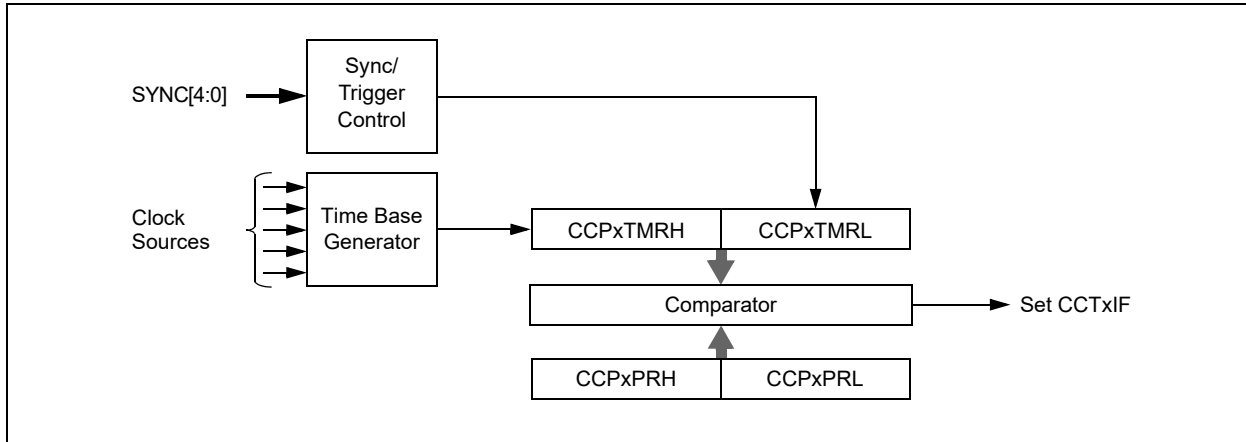 Sync/
Trigger
Control
SYNC[4:0]
Clock
Sources
Time Base
Generator
CCPxTMRH
CCPxTMRL
Comparator
Set CCTxIF
CCPxPRH
CCPxPRL